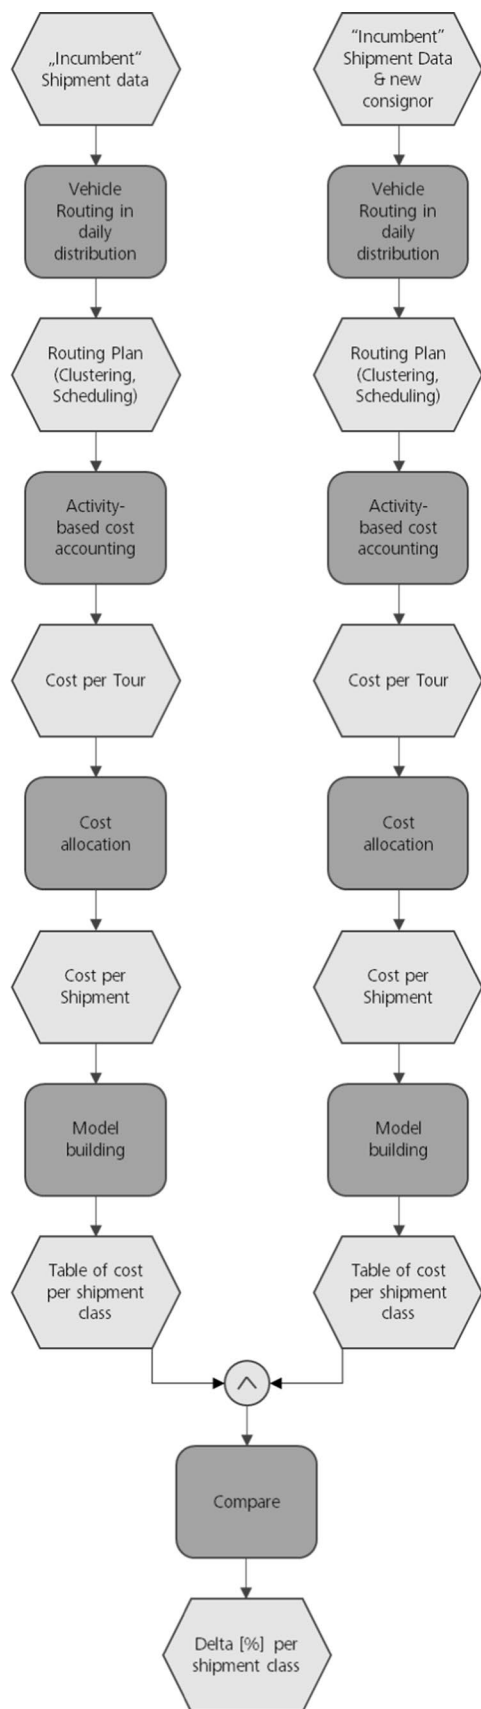 „Incumbent“
Shipment data
“Incumbent”
Shipment Data
& new
consignor
Vehicle
Routing in
daily
distribution
Vehicle
Routing in
daily
distribution
Routing Plan
(Clustering,
Scheduling)
Routing Plan
(Clustering,
Scheduling)
Activity-
based cost
accounting
Activity-
based cost
accounting
Cost per Tour
Cost per Tour
Cost
allocation
Cost
allocation
Cost per
Shipment
Cost per
Shipment
Model
building
Model
building
Table of cost
per shipment
class
Table of cost
per shipment
class
Compare
Delta [%] per
shipment class